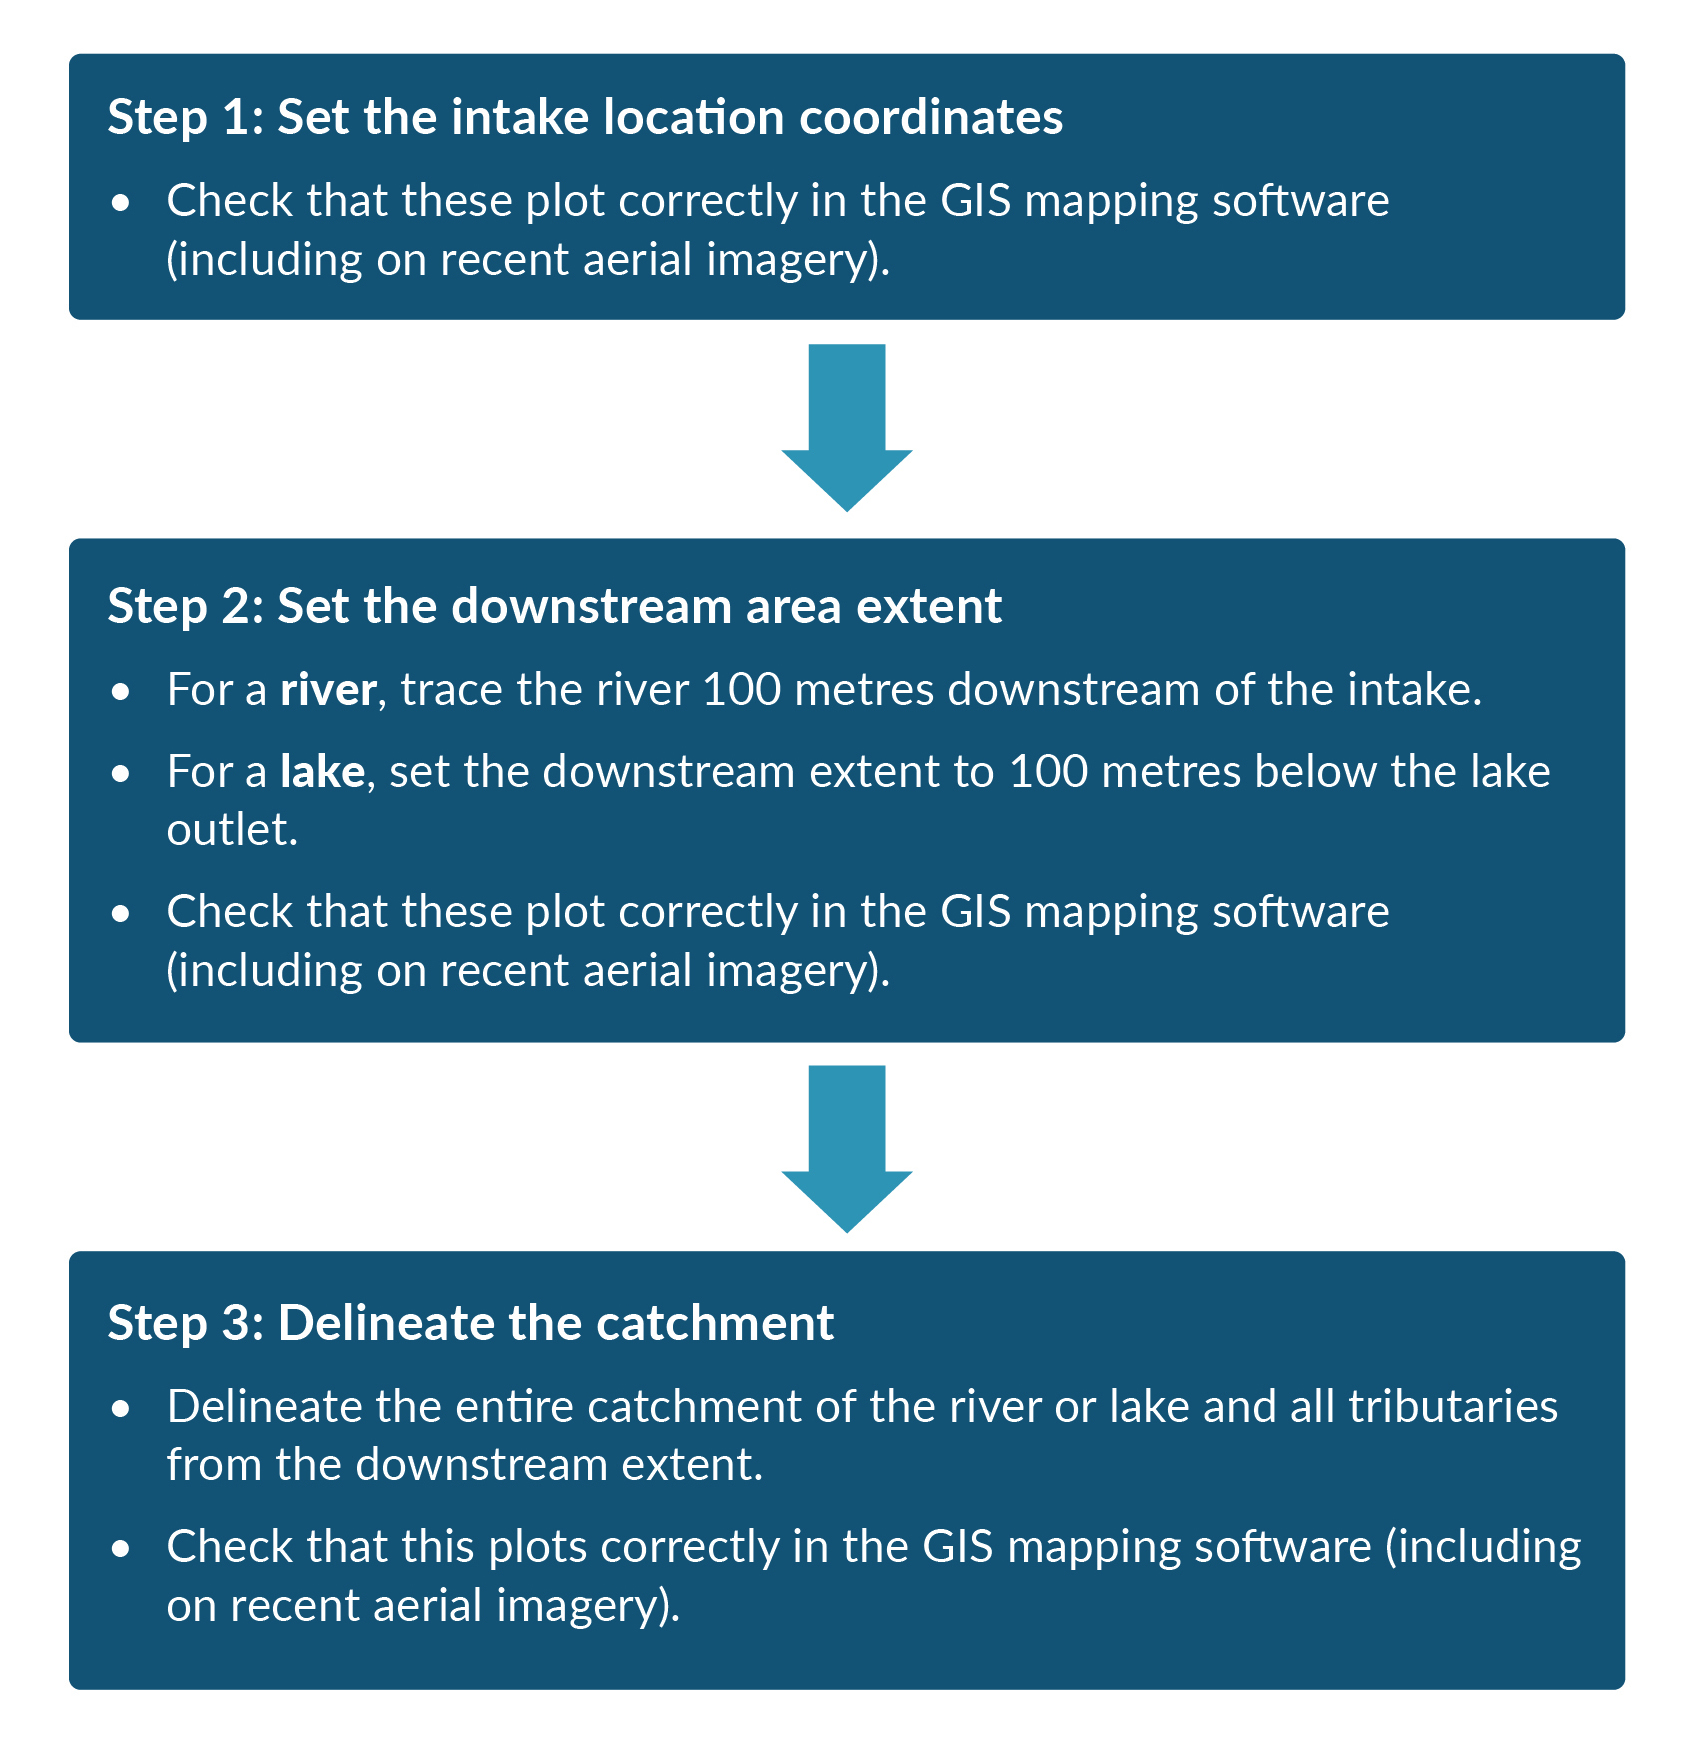 Step 1: Set the intake location coordinates
• Check that these plot correctly in the GIS mapping software
(including on recent aerial imagery).
Step 2: Set the downstream area extent
• For a river, trace the river 100 metres downstream of the intake.
• For a lake, set the downstream extent to 100 metres below the lake
outlet.
• Check that these plot correctly in the GIS mapping software
(including on recent aerial imagery).
Step 3: Delineate the catchment
• Delineate the entire catchment of the river or lake and all tributaries
from the downstream extent.
• Check that this plots correctly in the GIS mapping software (including
on recent aerial imagery).